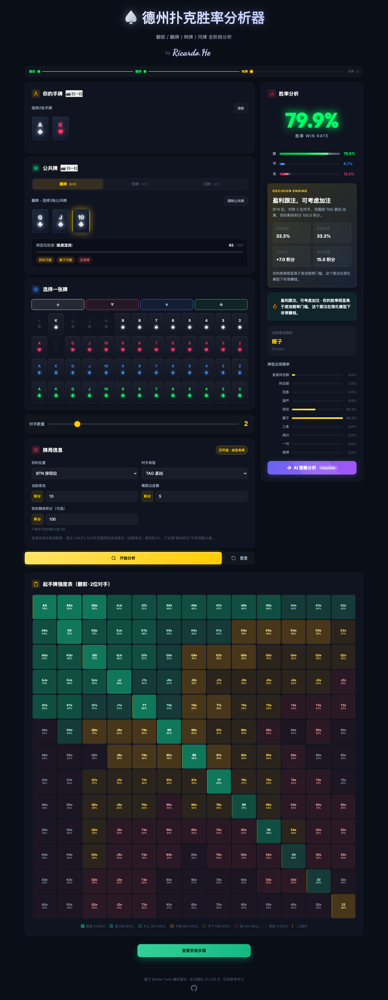 德州扑克胜率分析器
翻前 / 翻牌 / 转牌 / 河牌 全阶段分析
by Ricardo.He
翻前 翻牌 转牌 河牌
你的手牌 扫一扫
选择2张手牌 清除
A K
公共牌 扫一扫
翻牌 (3/3) 转牌 (0/1) 河牌 (0/1)
翻牌 - 选择3张公共牌 清除公共牌
Q J 10
牌面危险度 (极度湿润) 92 / 100
同花可能 顺子可能 全高牌
选择一张牌
♠ ♥ ♦ ♣
A K Q J 10 9 8 7 6 5 4 3 2
A Q J 10 9 8 7 6 5 4 3 2
A K Q J 10 9 8 7 6 5 4 3 2
A K Q J 10 9 8 7 6 5 4 3 2
对手数量 2
牌局信息 已开启 · 点击关闭
你的位置 对手类型
BTN 按钮位 TAG 紧凶
当前底池 需跟注金额
积分 10 积分 5
你的剩余积分（可选）
积分 100
不确定可保持默认值 100
结果会结合底池赔率、简化 Call EV 与对手范围预设来给建议（金额单位：筹码积分）。不会填“剩余积分”可先用默认值。
开始分析 重置
胜率分析
79.9%
胜率 WIN RATE
胜 79.9%
平 6.7%
负 13.3%
DECISION ENGINE
盈利跟注，可考虑加注
BTN 位，对阵 2 位对手，范围按 TAG 紧凶 估
算，你的剩余积分 100.0 积分。
底池赔率 所需胜率
33.3% 33.3%
Call EV 底池规模
+7.0 积分 15.0 积分
你的胜率明显高于底池赔率门槛，这个跟注在简化
模型下非常赚钱。
盈利跟注，可考虑加注 · 你的胜率明显高
于底池赔率门槛，这个跟注在简化模型下
非常赚钱。
当前最佳牌型
顺子
Straight
牌型出现概率
皇家同花顺 4.2%
同花顺 0.1%
四条 0.0%
葫芦 0.0%
同花 30.4%
顺子 65.3%
三条 0.0%
两对 0.0%
一对 0.0%
高牌 0.0%
AI 策略分析 DeepSeek
起手牌强度表（翻前·2位对手）
AA AKs AQs AJs ATs A9s A8s A7s A6s A5s A4s A3s A2s
79% 56% 55% 54% 52% 49% 48% 47% 46% 46% 45% 44% 43%
AKo KK KQs KJs KTs K9s K8s K7s K6s K5s K4s K3s K2s
54% 75% 51% 50% 49% 45% 43% 42% 41% 40% 39% 38% 37%
AQo KQo QQ QJs QTs Q9s Q8s Q7s Q6s Q5s Q4s Q3s Q2s
52% 49% 72% 48% 47% 43% 41% 39% 38% 37% 36% 35% 35%
AJo KJo QJo JJ JTs J9s J8s J7s J6s J5s J4s J3s J2s
51% 48% 46% 68% 45% 42% 41% 37% 36% 35% 34% 34% 33%
ATo KTo QTo JTo TT T9s T8s T7s T6s T5s T4s T3s T2s
50% 47% 45% 44% 66% 42% 40% 38% 36% 34% 33% 32% 32%
A9o K9o Q9o J9o T9o 99 98s 97s 96s 95s 94s 93s 92s
28% 43% 41% 40% 40% 62% 40% 37% 35% 33% 28% 30% 29%
A8o K8o Q8o J8o T8o 98o 88 87s 86s 85s 84s 83s 82s
28% 28% 28% 39% 38% 38% 58% 38% 36% 34% 31% 29% 28%
A7o K7o Q7o J7o T7o 97o 87o 77 76s 75s 74s 73s 72s
28% 28% 37% 35% 36% 35% 36% 55% 37% 35% 32% 31% 28%
A6o K6o Q6o J6o T6o 96o 86o 76o 66 65s 64s 63s 62s
28% 28% 36% 34% 34% 33% 34% 35% 51% 34% 33% 31% 30%
A5o K5o Q5o J5o T5o 95o 85o 75o 65o 55 54s 53s 52s
28% 28% 35% 33% 32% 31% 32% 33% 32% 48% 34% 32% 31%
A4o K4o Q4o J4o T4o 94o 84o 74o 64o 54o 44 43s 42s
28% 28% 34% 32% 31% 31% 29% 30% 31% 32% 45% 32% 30%
A3o K3o Q3o J3o T3o 93o 83o 73o 63o 53o 43o 33 32s
28% 28% 33% 32% 30% 28% 27% 29% 28% 30% 30% 42% 28%
A2o K2o Q2o J2o T2o 92o 82o 72o 62o 52o 42o 32o 22
28% 28% 33% 31% 30% 27% 26% 26% 28% 29% 28% 26% 38%
极强 (>65%) 强 (58-65%) 中上 (54-58%) 中等 (50-54%) 中下 (46-50%) 弱 (42-46%) 很弱 (<42%) 口袋对
查看安装步骤
基于 Monte Carlo 模拟算法 · 本次模拟 22,528 次 · 仅供参考学习